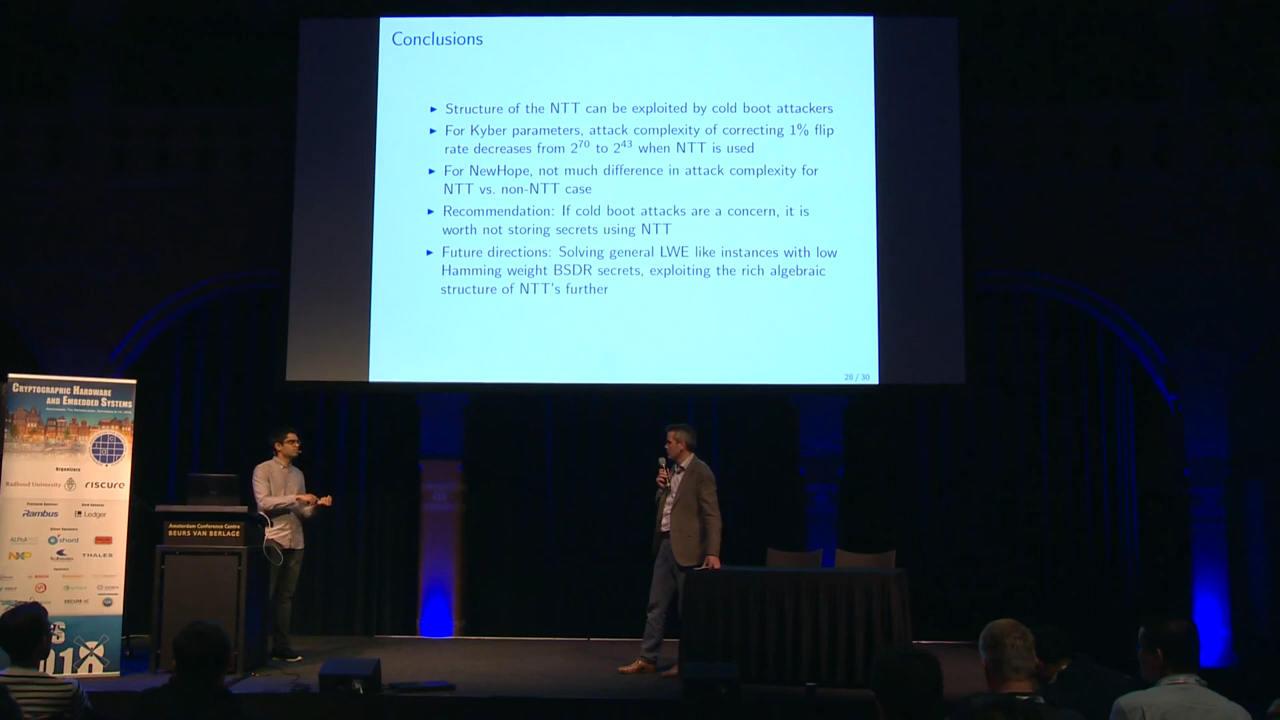 Conclusions
Structure of the NTT can be exploited by cold boot attackers
For Kyber parameters, attack complexity of correcting 1% flip
rate decreases from 2^70 to 2^43 when NTT is used
For NewHope, not much difference in attack complexity for
NTT vs. non-NTT case
Recommendation: If cold boot attacks are a concern, it is
worth not storing secrets using NTT
Future directions: Solving general LWE like instances with low
Hamming weight BSDR secrets, exploiting the rich algebraic
structure of NTT's further
Cryptographic Hardware
and Embedded Systems
Organizers
Radboud University
riscure
Rambus
Ledger
NXP
THALES
Amsterdam Conference Centre
BEURS VAN BERLAGE